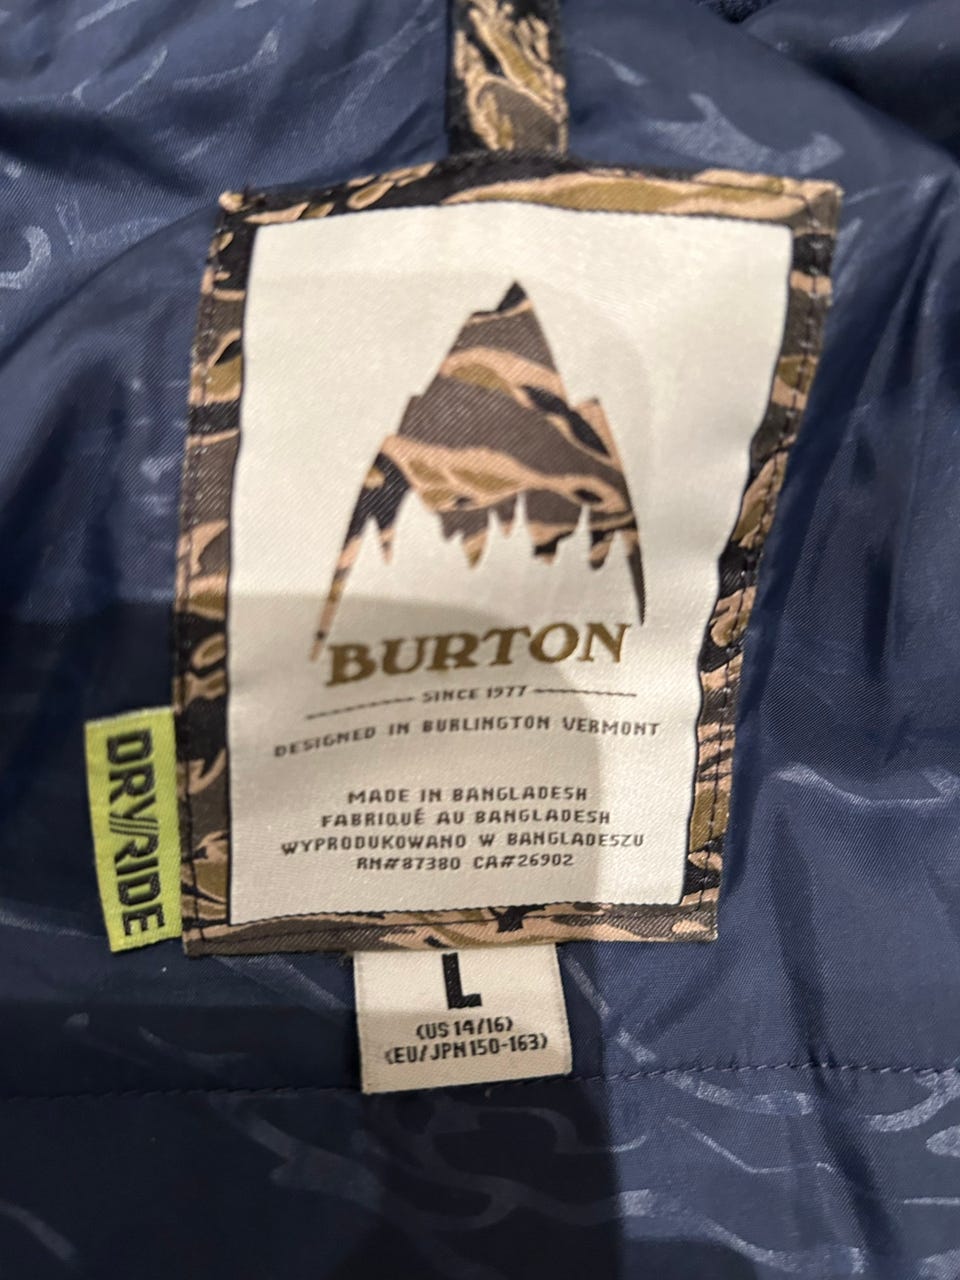 BURTON
SINCE 1977
DESIGNED IN BURLINGTON VERMONT
MADE IN BANGLADESH
FABRIQUÉ AU BANGLADESH
WYPRODUKOWANO W BANGLADESZU
RN#87380 CA#26902
DRY//RIDE
L
(US 14/16)
(EU/JPN 150-163)